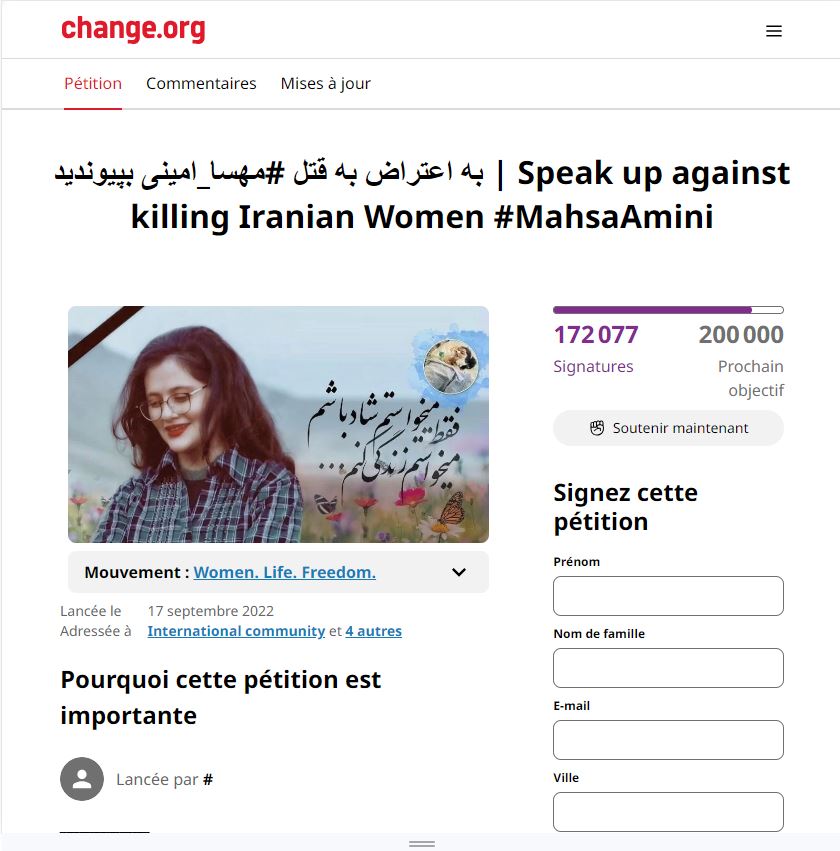 change.org
Pétition Commentaires Mises à jour
به اعتراض به قتل #مهسا_امینی بپیوندید | Speak up against
killing Iranian Women #MahsaAmini
فقط میخواستم شاد باشم
میخواستم زندگی کنم...
Mouvement : Women. Life. Freedom.
Lancée le 17 septembre 2022
Adressée à International community et 4 autres
Pourquoi cette pétition est
importante
Lancée par #
172 077 200 000
Signatures Prochain
objectif
Soutenir maintenant
Signez cette
pétition
Prénom
Nom de famille
E-mail
Ville